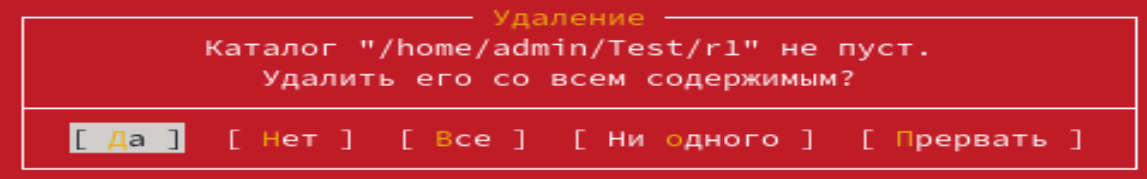 Удаление
Каталог "/home/admin/Test/r1" не пуст.
Удалить его со всем содержимым?
[ Да ] [ Нет ] [ Все ] [ Ни одного ] [ Прервать ]